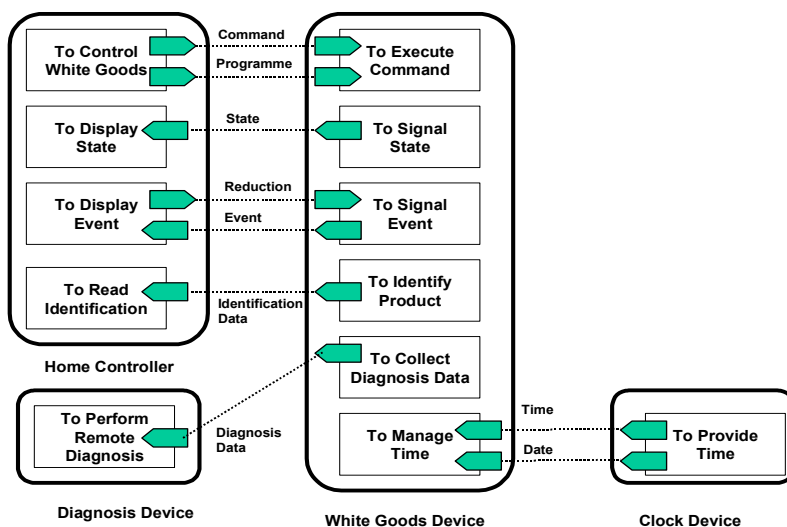 To Control
White Goods
Command
Programme
To Execute
Command
To Display
State
State
To Signal
State
To Display
Event
Reduction
Event
To Signal
Event
To Read
Identification
Identification
Data
To Identify
Product
Home Controller
To Collect
Diagnosis Data
To Perform
Remote
Diagnosis
Diagnosis
Data
To Manage
Time
Time
Date
To Provide
Time
Diagnosis Device
White Goods Device
Clock Device